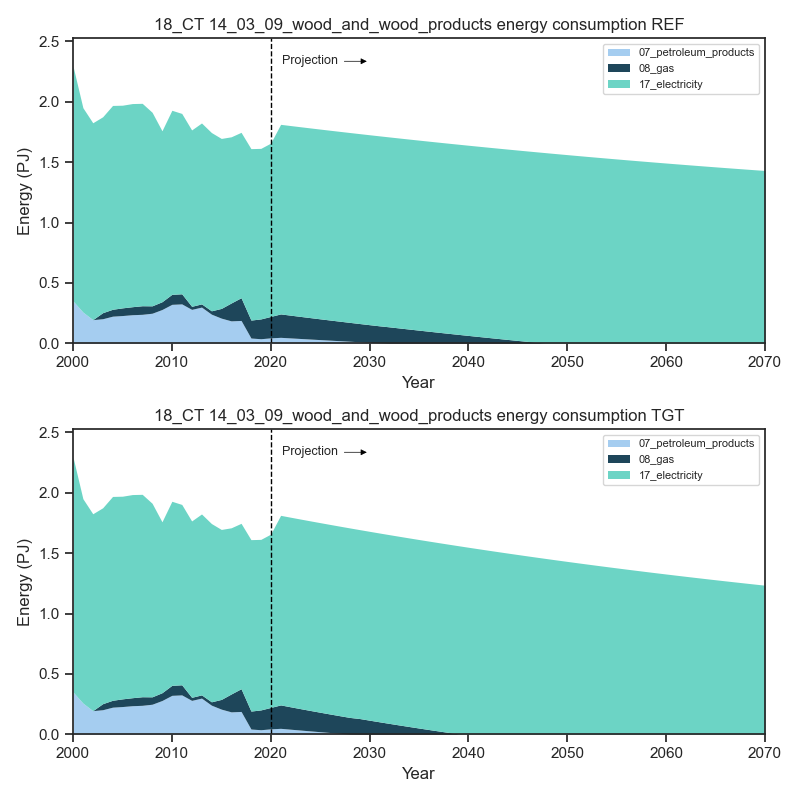 18_CT 14_03_09_wood_and_wood_products energy consumption REF
2.5
2.0
1.5
1.0
0.5
0.0
Energy (PJ)
Projection
07_petroleum_products
08_gas
17_electricity
2000 2010 2020 2030 2040 2050 2060 2070
Year
18_CT 14_03_09_wood_and_wood_products energy consumption TGT
2.5
2.0
1.5
1.0
0.5
0.0
Energy (PJ)
Projection
07_petroleum_products
08_gas
17_electricity
2000 2010 2020 2030 2040 2050 2060 2070
Year